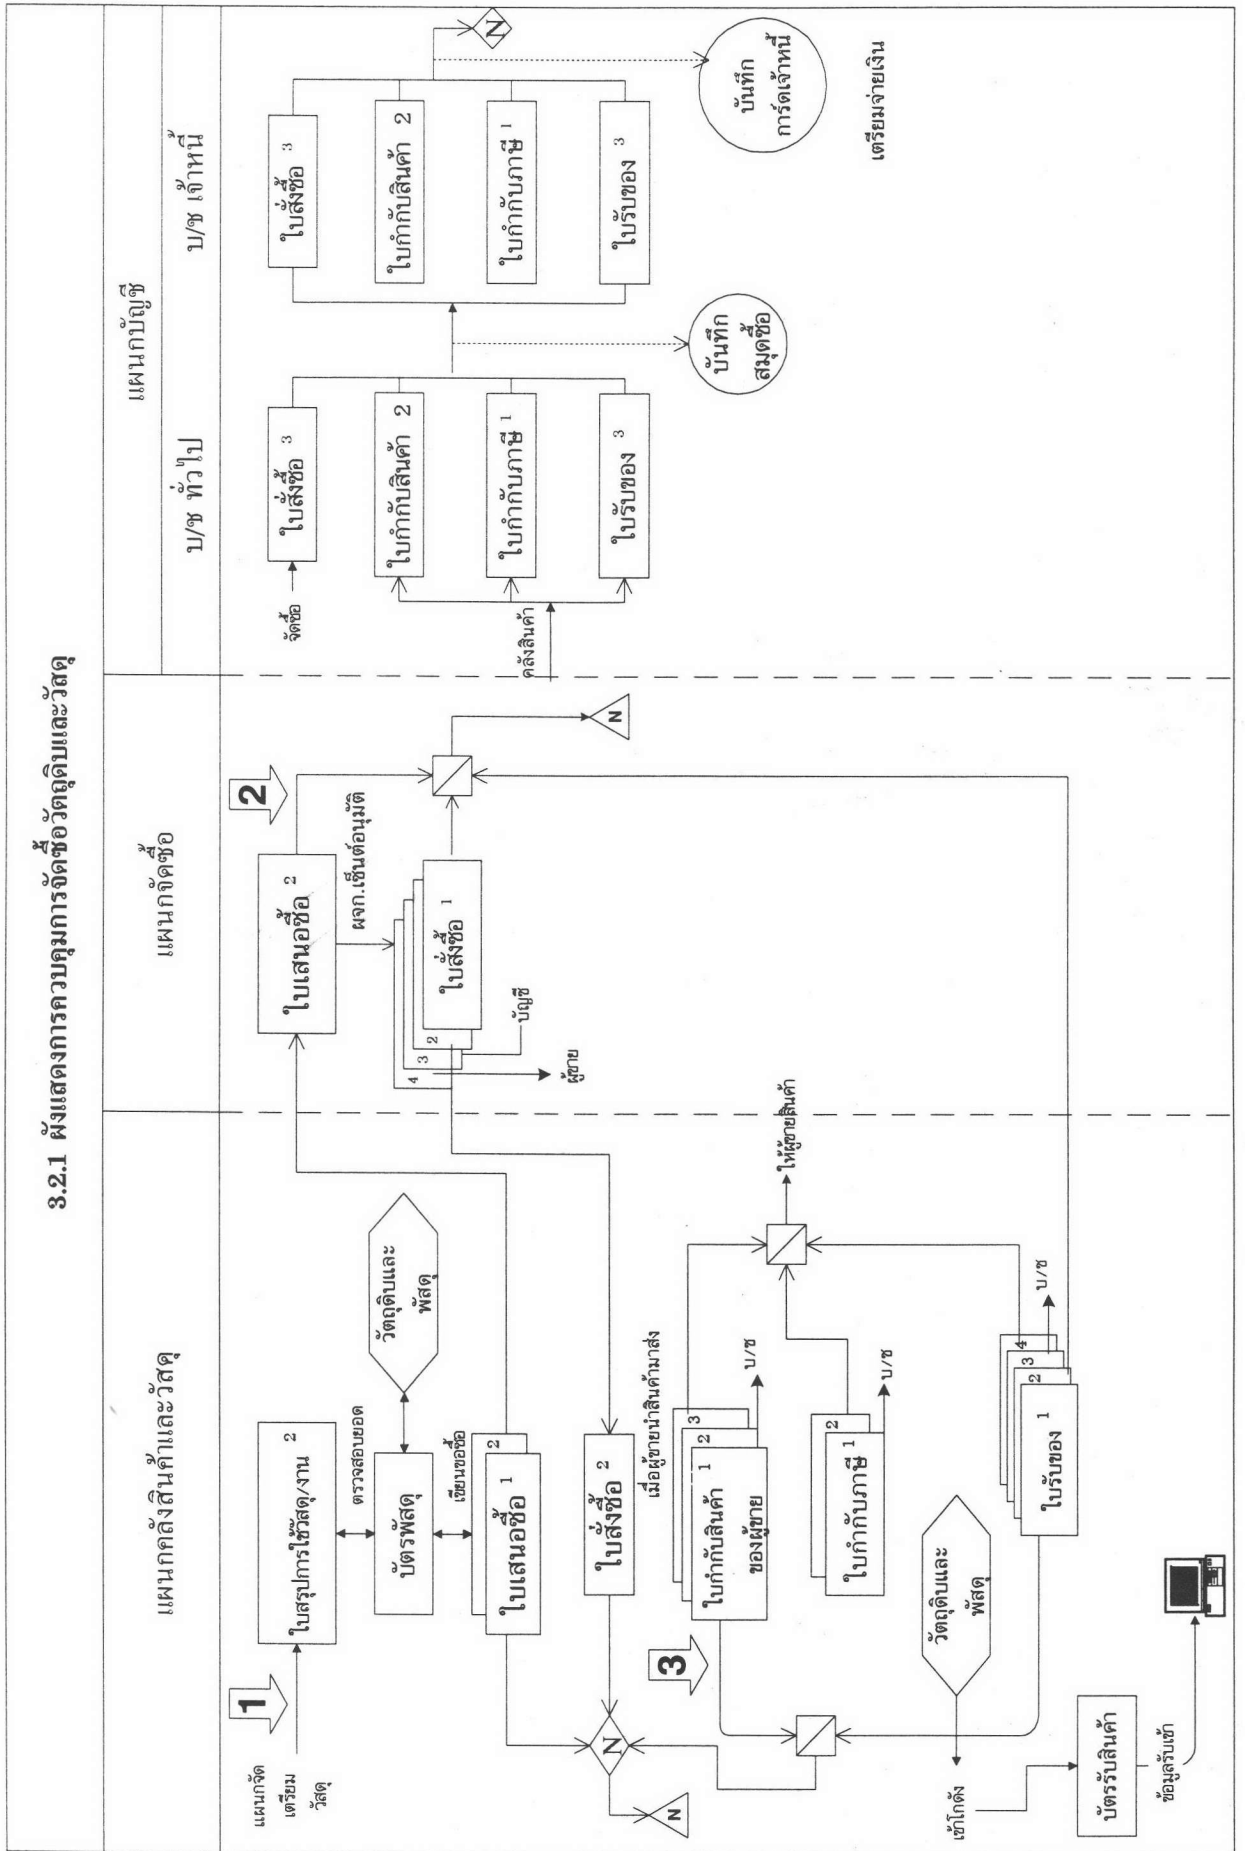 3.2.1 ผังแสดงการควบคุมการจัดซื้อวัตถุดิบและวัสดุ
แผนกคลังสินค้าและวัสดุ
แผนกจัดซื้อ
แผนกบัญชี
บ/ช ทั่วไป
บ/ช เจ้าหนี้
1
แผนกจัด
เตรียม
วัสดุ
ใบสรุปการใช้วัสดุ/งาน 2
ตรวจสอบยอด
บัตรพัสดุ
วัตถุดิบและ
พัสดุ
เขียนขอซื้อ
ใบเสนอซื้อ 1
2
ใบสั่งซื้อ 2
N
N
เมื่อผู้ขายนำสินค้ามาส่ง
3
ใบกำกับสินค้า 1
ของผู้ขาย
2
3
บ/ช
ใบกำกับภาษี 1
2
บ/ช
ให้ผู้ขายสินค้า
วัตถุดิบและ
พัสดุ
ใบรับของ 1
2
3
4
บ/ช
เข้าโกดัง
บัตรรับสินค้า
ข้อมูลรับเข้า
2
ใบเสนอซื้อ 2
ผจก.เซ็นต์อนุมัติ
ใบสั่งซื้อ 1
2
3
4
บัญชี
ผู้ขาย
N
จัดซื้อ
ใบสั่งซื้อ 3
ใบกำกับสินค้า 2
ใบกำกับภาษี 1
ใบรับของ 3
คลังสินค้า
บันทึก
สมุดซื้อ
ใบสั่งซื้อ 3
ใบกำกับสินค้า 2
ใบกำกับภาษี 1
ใบรับของ 3
N
บันทึก
การ์ดเจ้าหนี้
เตรียมจ่ายเงิน